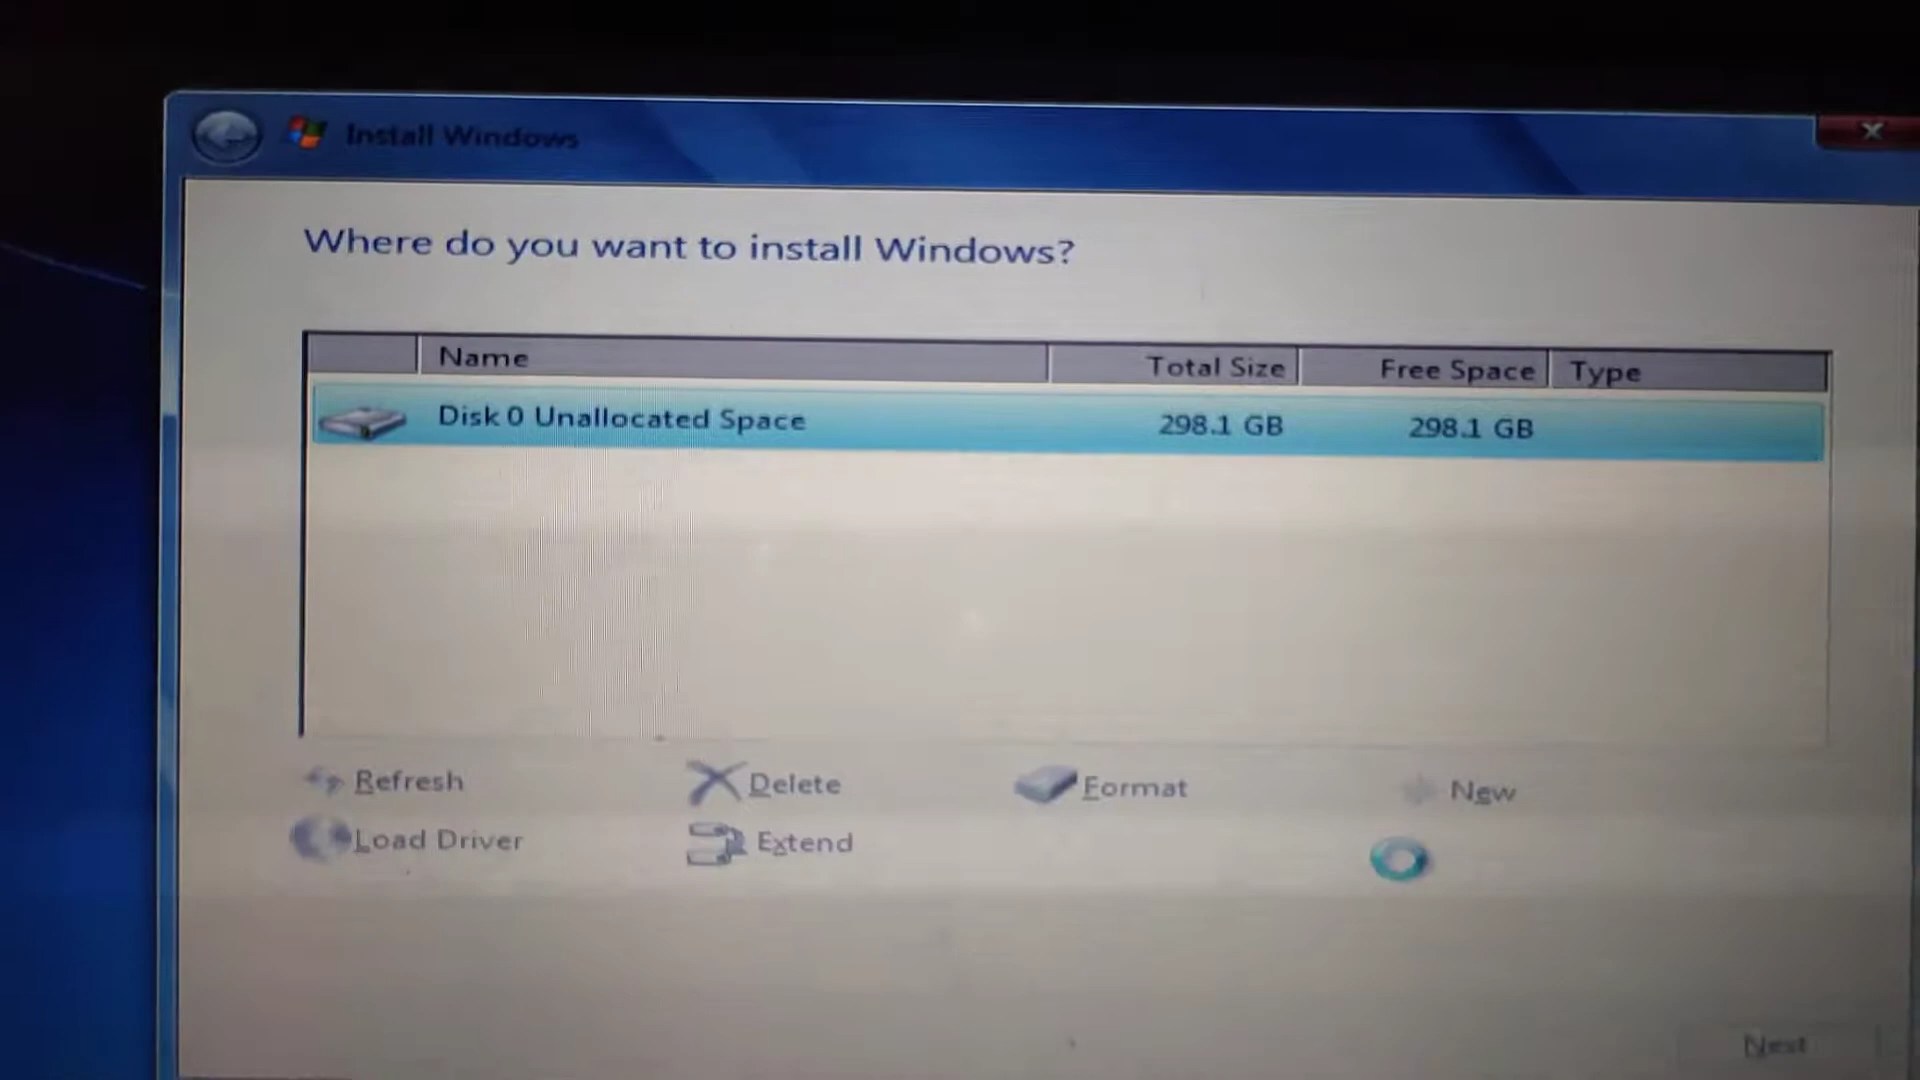 Install Windows
Where do you want to install Windows?
Name Total Size Free Space Type
Disk 0 Unallocated Space 298.1 GB 298.1 GB
Refresh Delete Format New
Load Driver Extend
Next